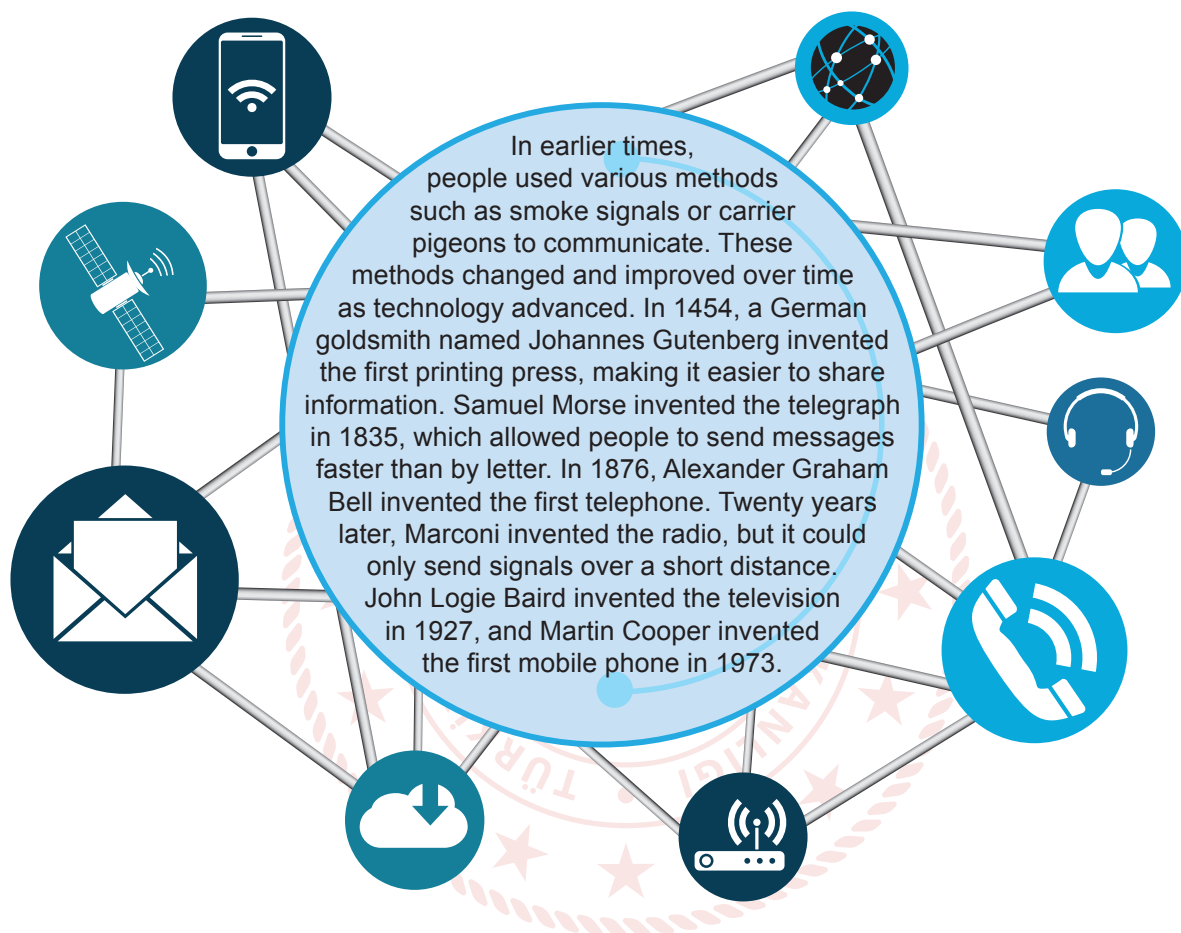 In earlier times,
people used various methods
such as smoke signals or carrier
pigeons to communicate. These
methods changed and improved over time
as technology advanced. In 1454, a German
goldsmith named Johannes Gutenberg invented
the first printing press, making it easier to share
information. Samuel Morse invented the telegraph
in 1835, which allowed people to send messages
faster than by letter. In 1876, Alexander Graham
Bell invented the first telephone. Twenty years
later, Marconi invented the radio, but it could
only send signals over a short distance.
John Logie Baird invented the television
in 1927, and Martin Cooper invented
the first mobile phone in 1973.